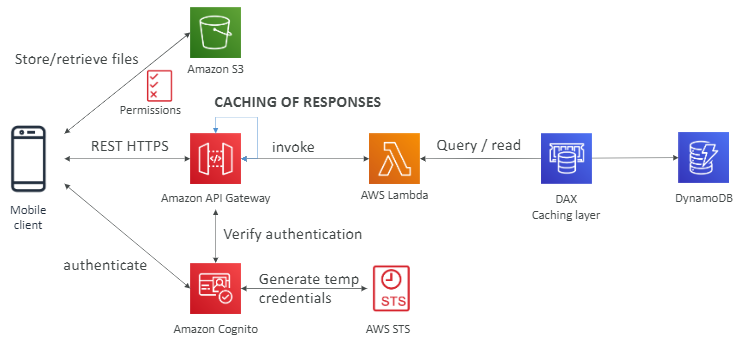 Store/retrieve files
Amazon S3
Permissions
CACHING OF RESPONSES
REST HTTPS
invoke
Query / read
Mobile
client
Amazon API Gateway
AWS Lambda
DAX
Caching layer
DynamoDB
Verify authentication
authenticate
Generate temp
credentials
STS
Amazon Cognito
AWS STS